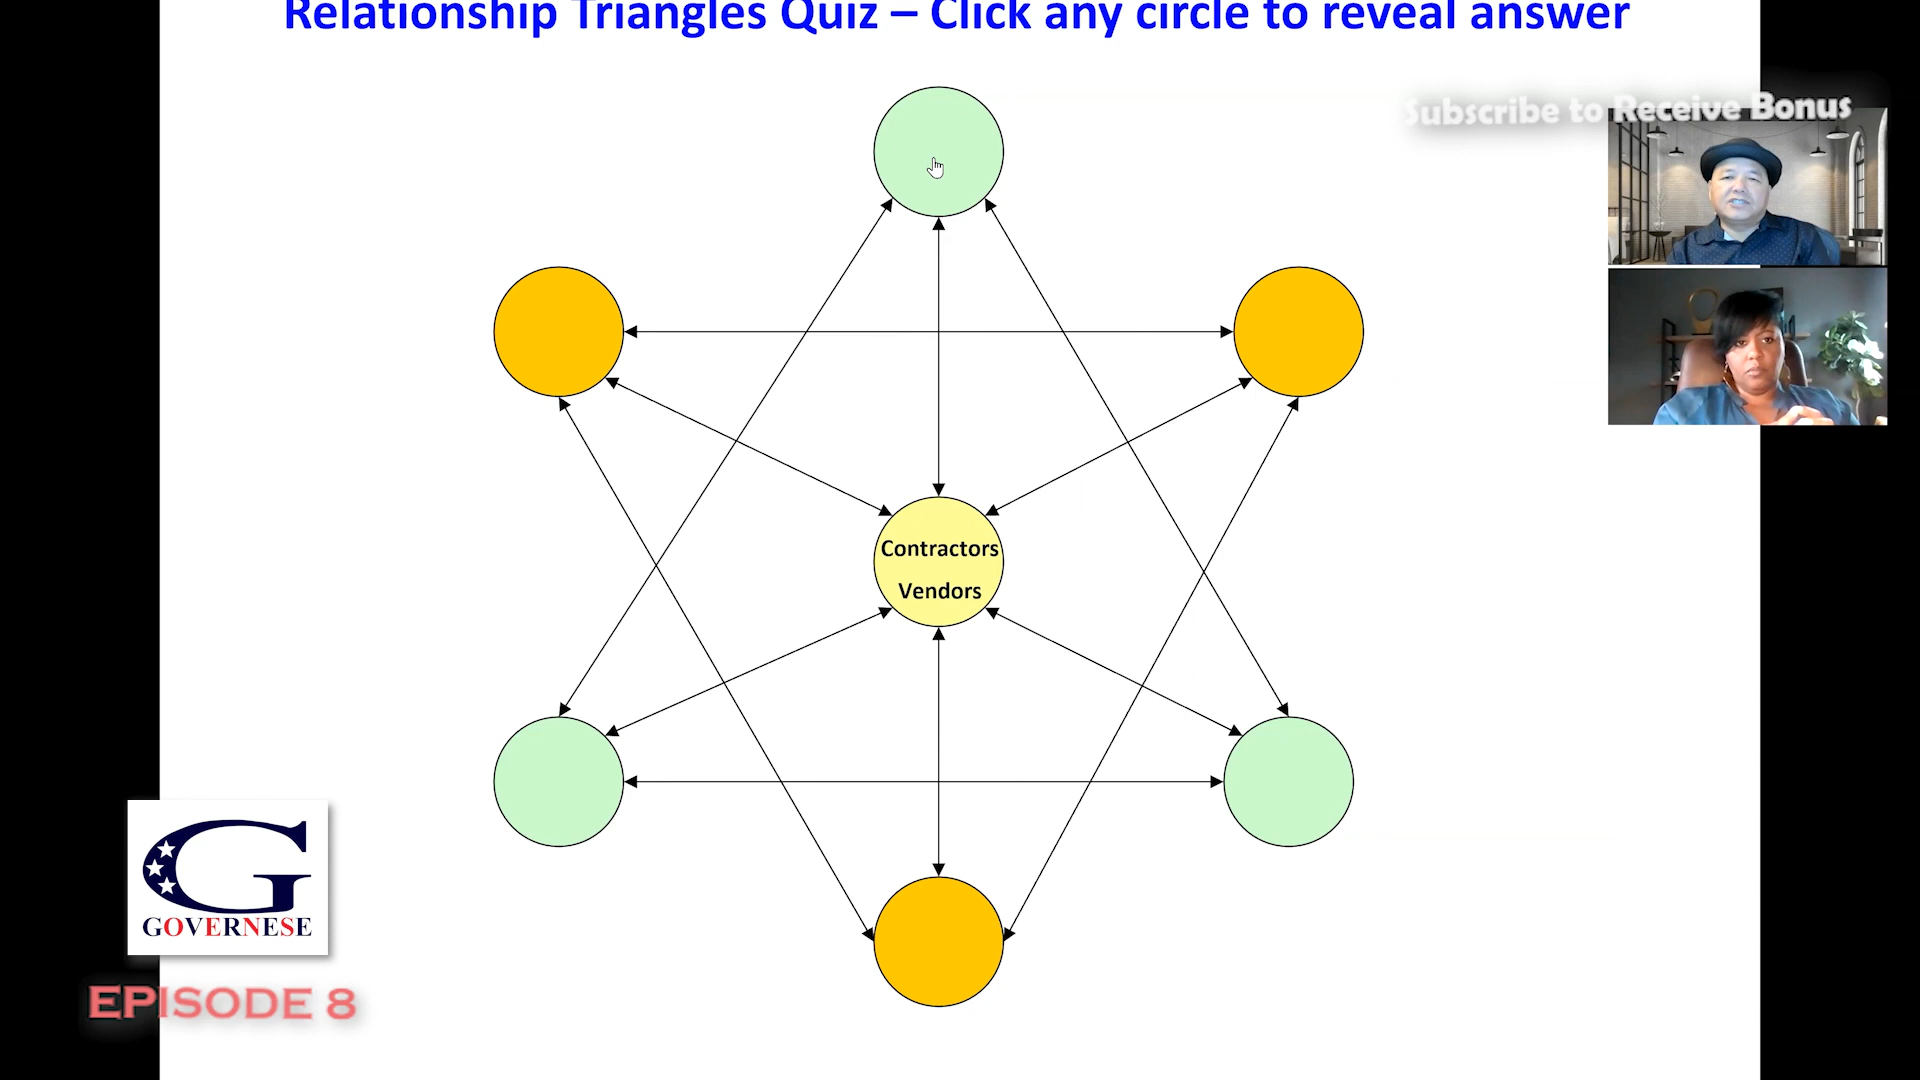 Relationship Triangles Quiz – Click any circle to reveal answer
Subscribe to Receive Bonus
Contractors
Vendors
G
GOVERNESE
EPISODE 8